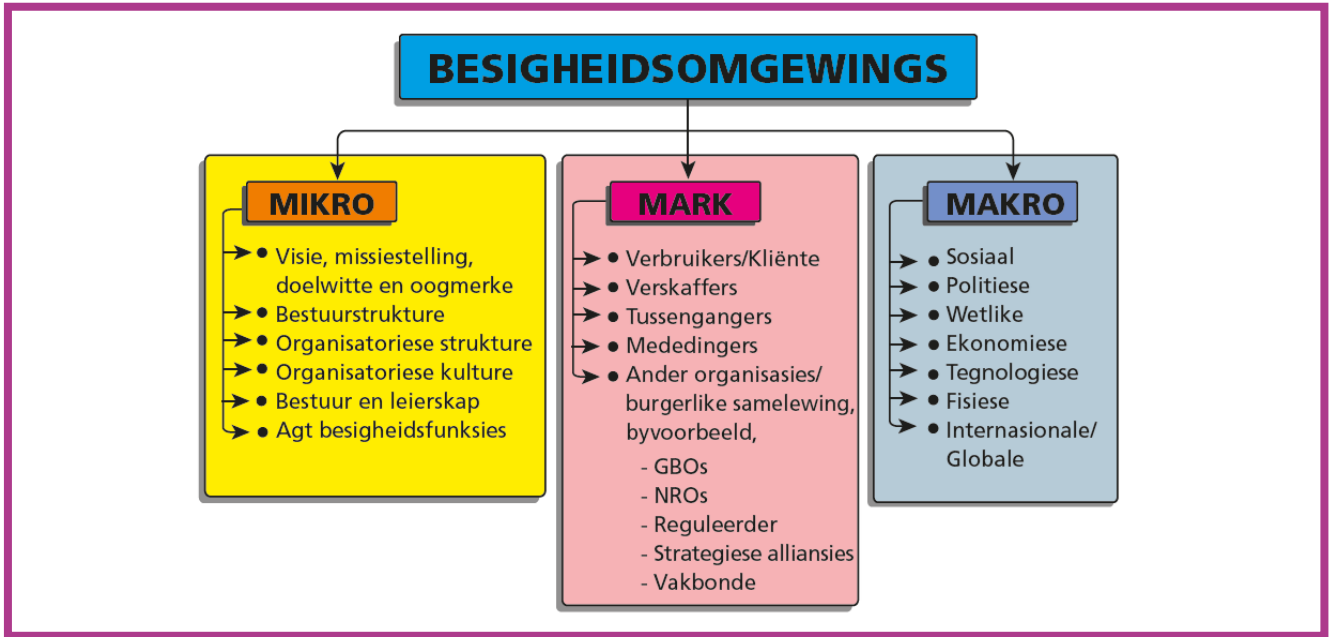 BESIGHEIDSOMGEWINGS
MIKRO
• Visie, missiestelling,
doelwitte en oogmerke
• Bestuurstrukture
• Organisatoriese strukture
• Organisatoriese kulture
• Bestuur en leierskap
• Agt besigheidsfunksies
MARK
• Verbruikers/Kliënte
• Verskaffers
• Tussengangers
• Mededingers
• Ander organisasies/
burgerlike samelewing,
byvoorbeeld,
- GBOs
- NROs
- Reguleerder
- Strategiese alliansies
- Vakbonde
MAKRO
• Sosiaal
• Politiese
• Wetlike
• Ekonomiese
• Tegnologiese
• Fisiese
• Internasionale/
Globale